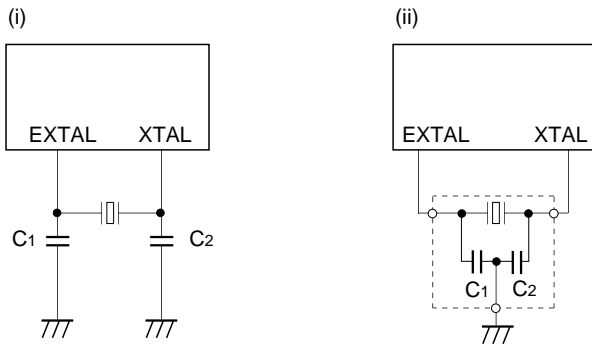 (i)
EXTAL XTAL
C1
C2
(ii)
EXTAL XTAL
C1 C2